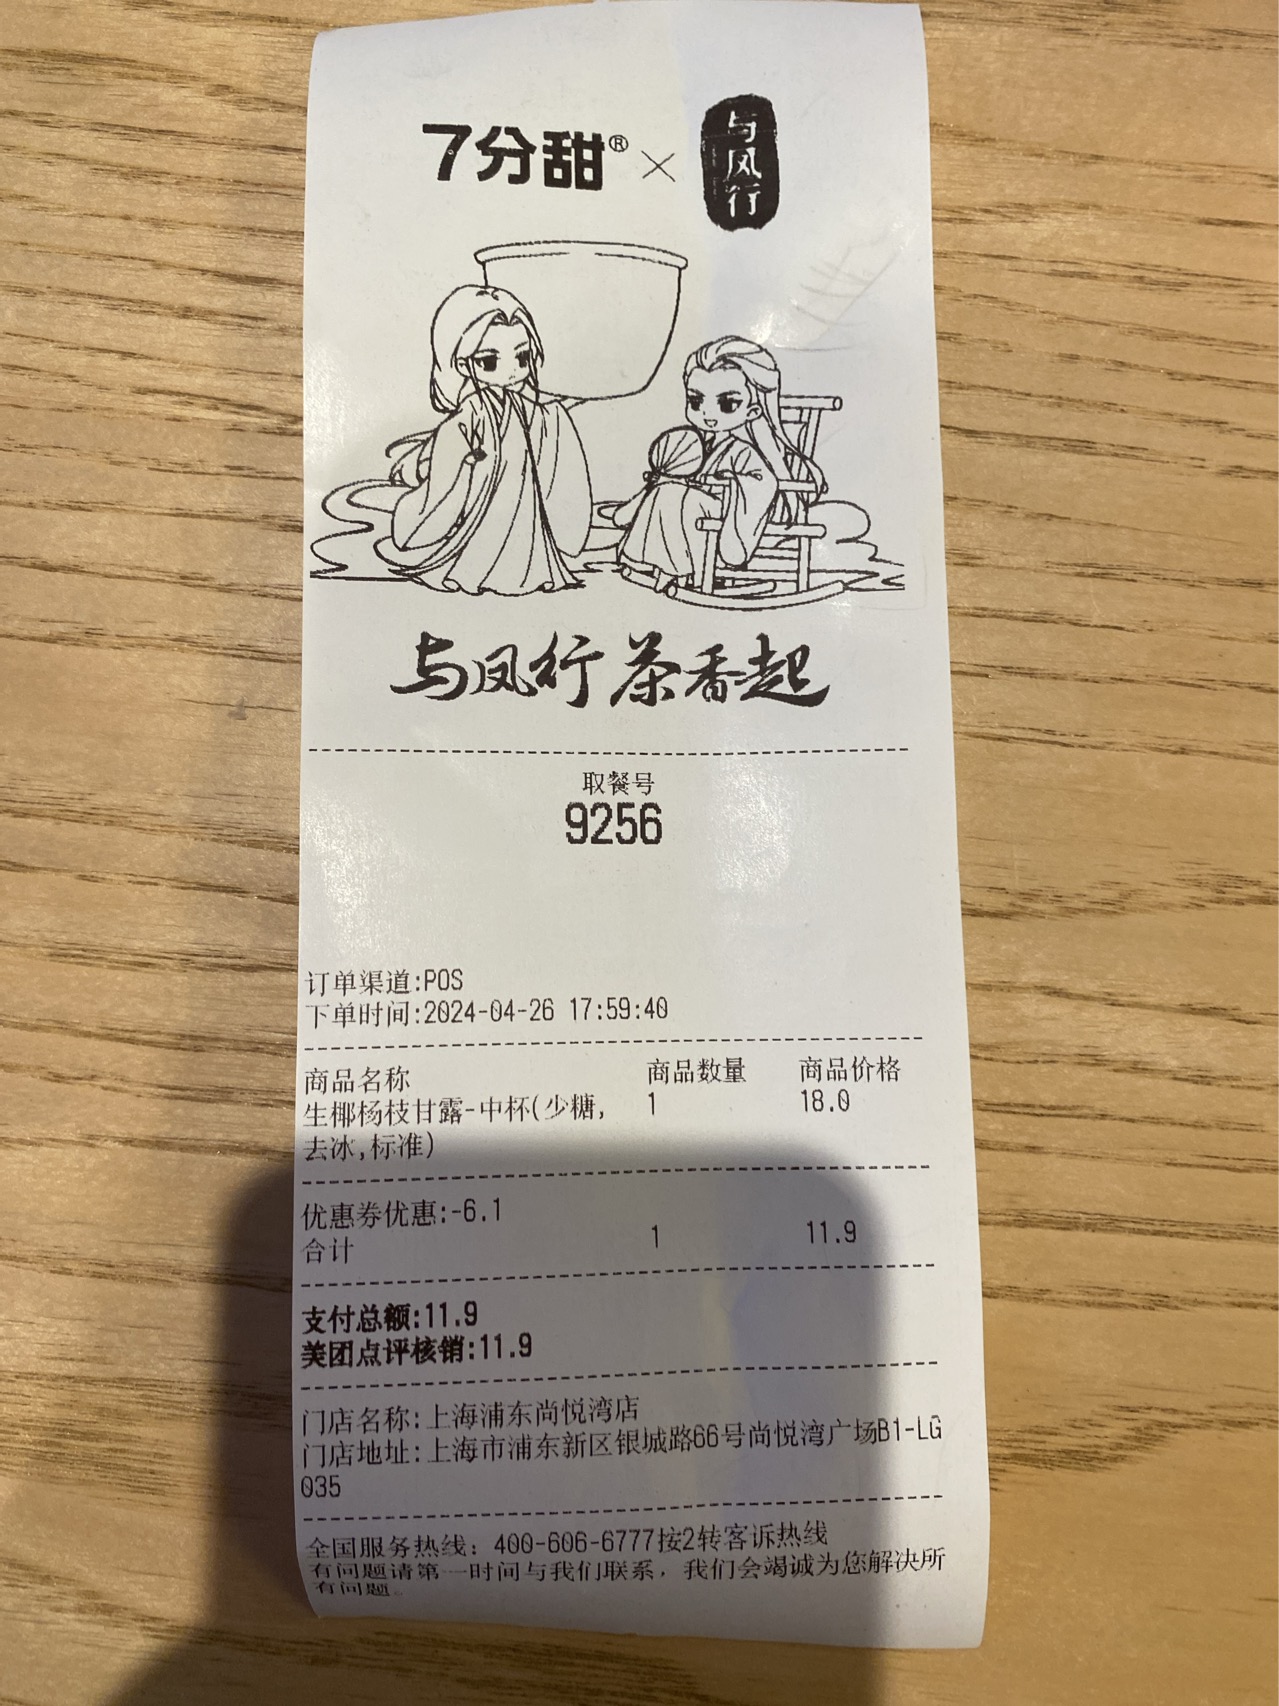 7分甜® × 与凤行
与凤行 茶香起
取餐号
9256
订单渠道:POS
下单时间:2024-04-26 17:59:40
商品名称 商品数量 商品价格
生椰杨枝甘露-中杯(少糖, 1 18.0
去冰,标准)
优惠券优惠:-6.1
合计 1 11.9
支付总额:11.9
美团点评核销:11.9
门店名称:上海浦东尚悦湾店
门店地址:上海市浦东新区银城路66号尚悦湾广场B1-LG
035
全国服务热线: 400-606-6777按2转客诉热线
有问题请第一时间与我们联系，我们会竭诚为您解决所
有问题。